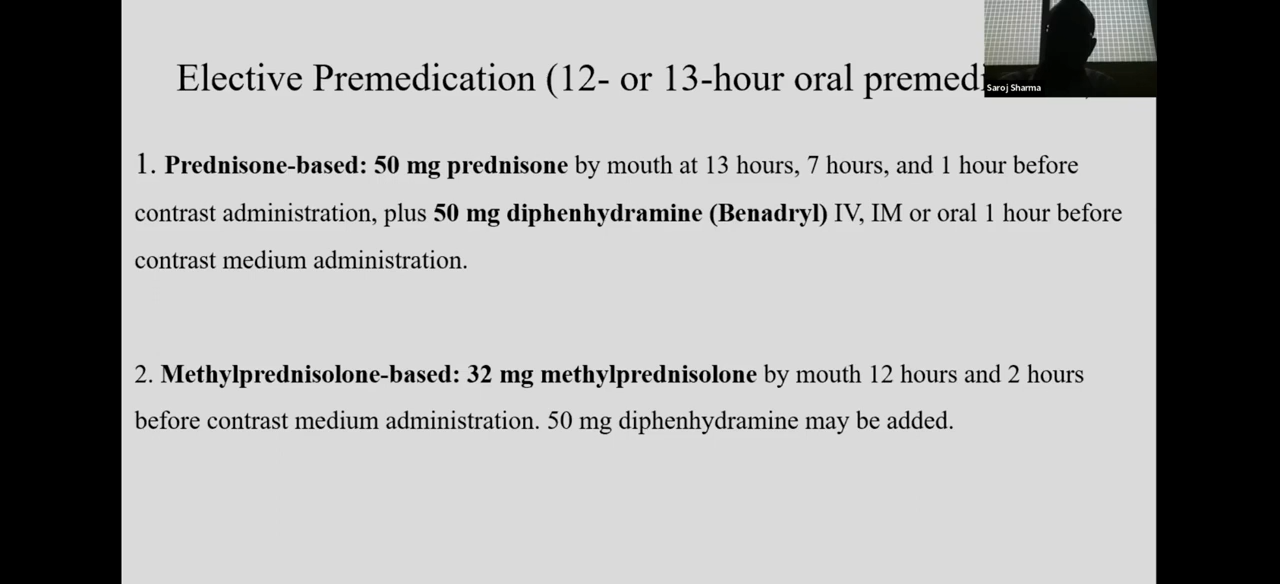 Elective Premedication (12- or 13-hour oral
Saroj Sharma
1. Prednisone-based: 50 mg prednisone by mouth at 13 hours, 7 hours, and 1 hour before
contrast administration, plus 50 mg diphenhydramine (Benadryl) IV, IM or oral 1 hour before
contrast medium administration.
2. Methylprednisolone-based: 32 mg methylprednisolone by mouth 12 hours and 2 hours
before contrast medium administration. 50 mg diphenhydramine may be added.